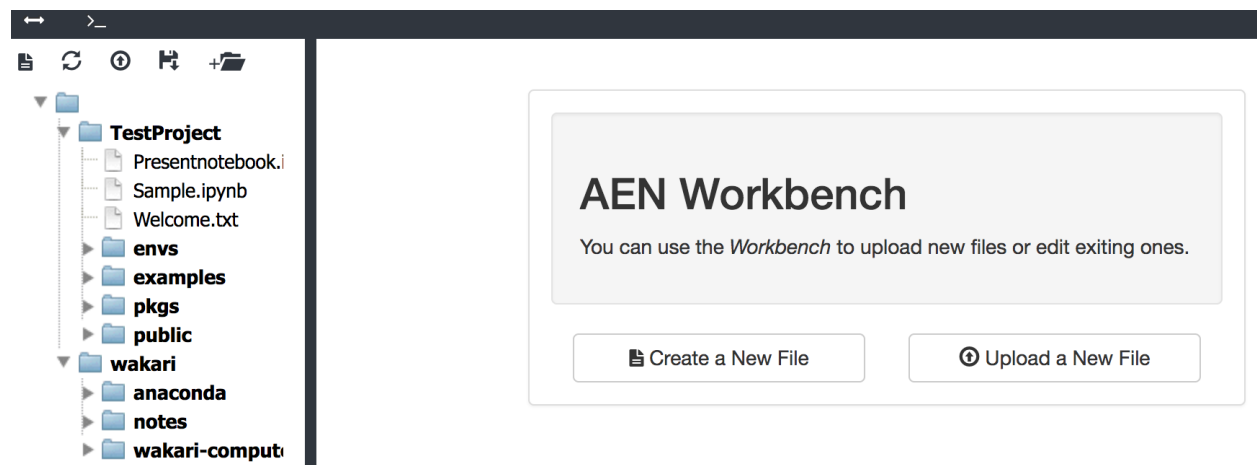 TestProject
Presentnotebook.i
Sample.ipynb
Welcome.txt
envs
examples
pkgs
public
wakari
anaconda
notes
wakari-comput
AEN Workbench
You can use the Workbench to upload new files or edit exiting ones.
Create a New File
Upload a New File